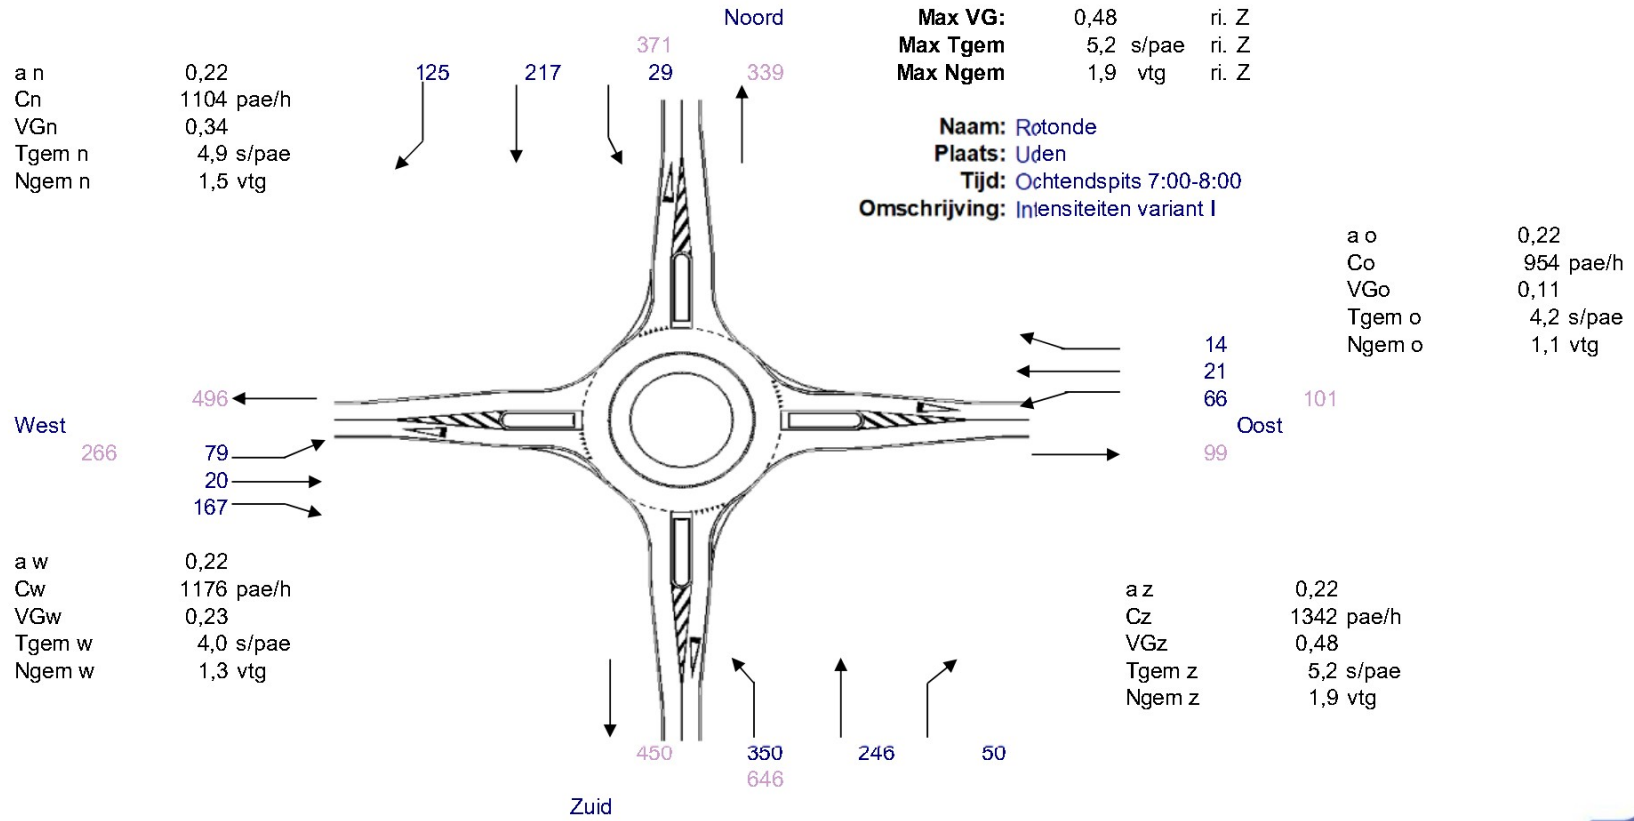 Noord
371
125 217 29 339
a n 0,22
Cn 1104 pae/h
VGn 0,34
Tgem n 4,9 s/pae
Ngem n 1,5 vtg
Max VG: 0,48 ri. Z
Max Tgem 5,2 s/pae ri. Z
Max Ngem 1,9 vtg ri. Z
Naam: Rotonde
Plaats: Uden
Tijd: Ochtendspits 7:00-8:00
Omschrijving: Intensiteiten variant I
a o 0,22
Co 954 pae/h
VGo 0,11
Tgem o 4,2 s/pae
Ngem o 1,1 vtg
14
21
66 101
Oost
99
496
West
266 79
20
167
a w 0,22
Cw 1176 pae/h
VGw 0,23
Tgem w 4,0 s/pae
Ngem w 1,3 vtg
a z 0,22
Cz 1342 pae/h
VGz 0,48
Tgem z 5,2 s/pae
Ngem z 1,9 vtg
450 350 246 50
646
Zuid